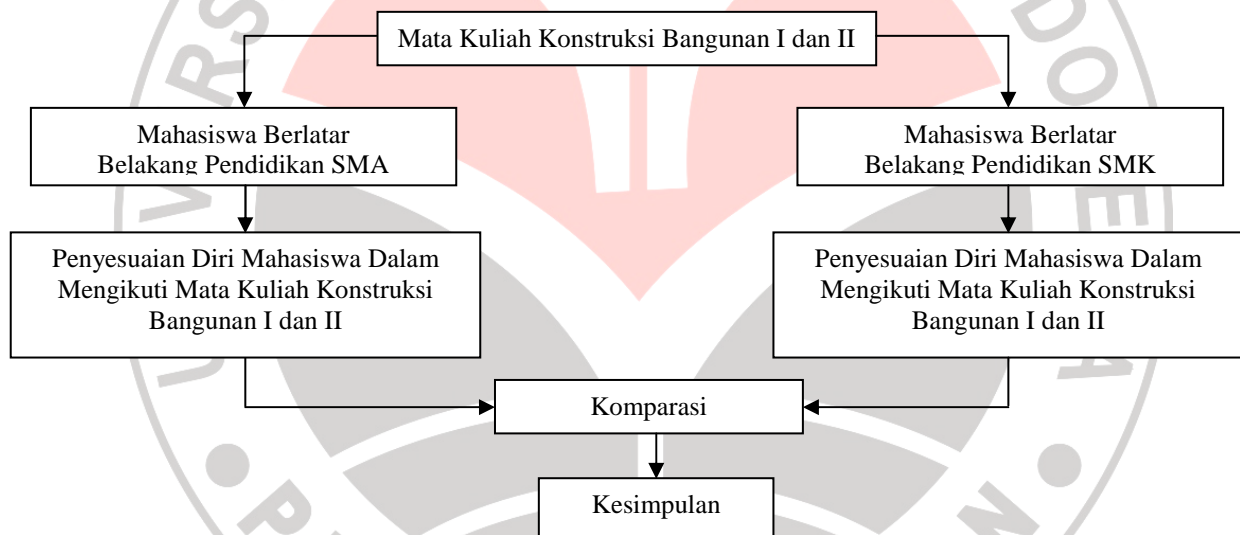 Mata Kuliah Konstruksi Bangunan I dan II
Mahasiswa Berlatar
Belakang Pendidikan SMA
Mahasiswa Berlatar
Belakang Pendidikan SMK
Penyesuaian Diri Mahasiswa Dalam
Mengikuti Mata Kuliah Konstruksi
Bangunan I dan II
Penyesuaian Diri Mahasiswa Dalam
Mengikuti Mata Kuliah Konstruksi
Bangunan I dan II
Komparasi
Kesimpulan